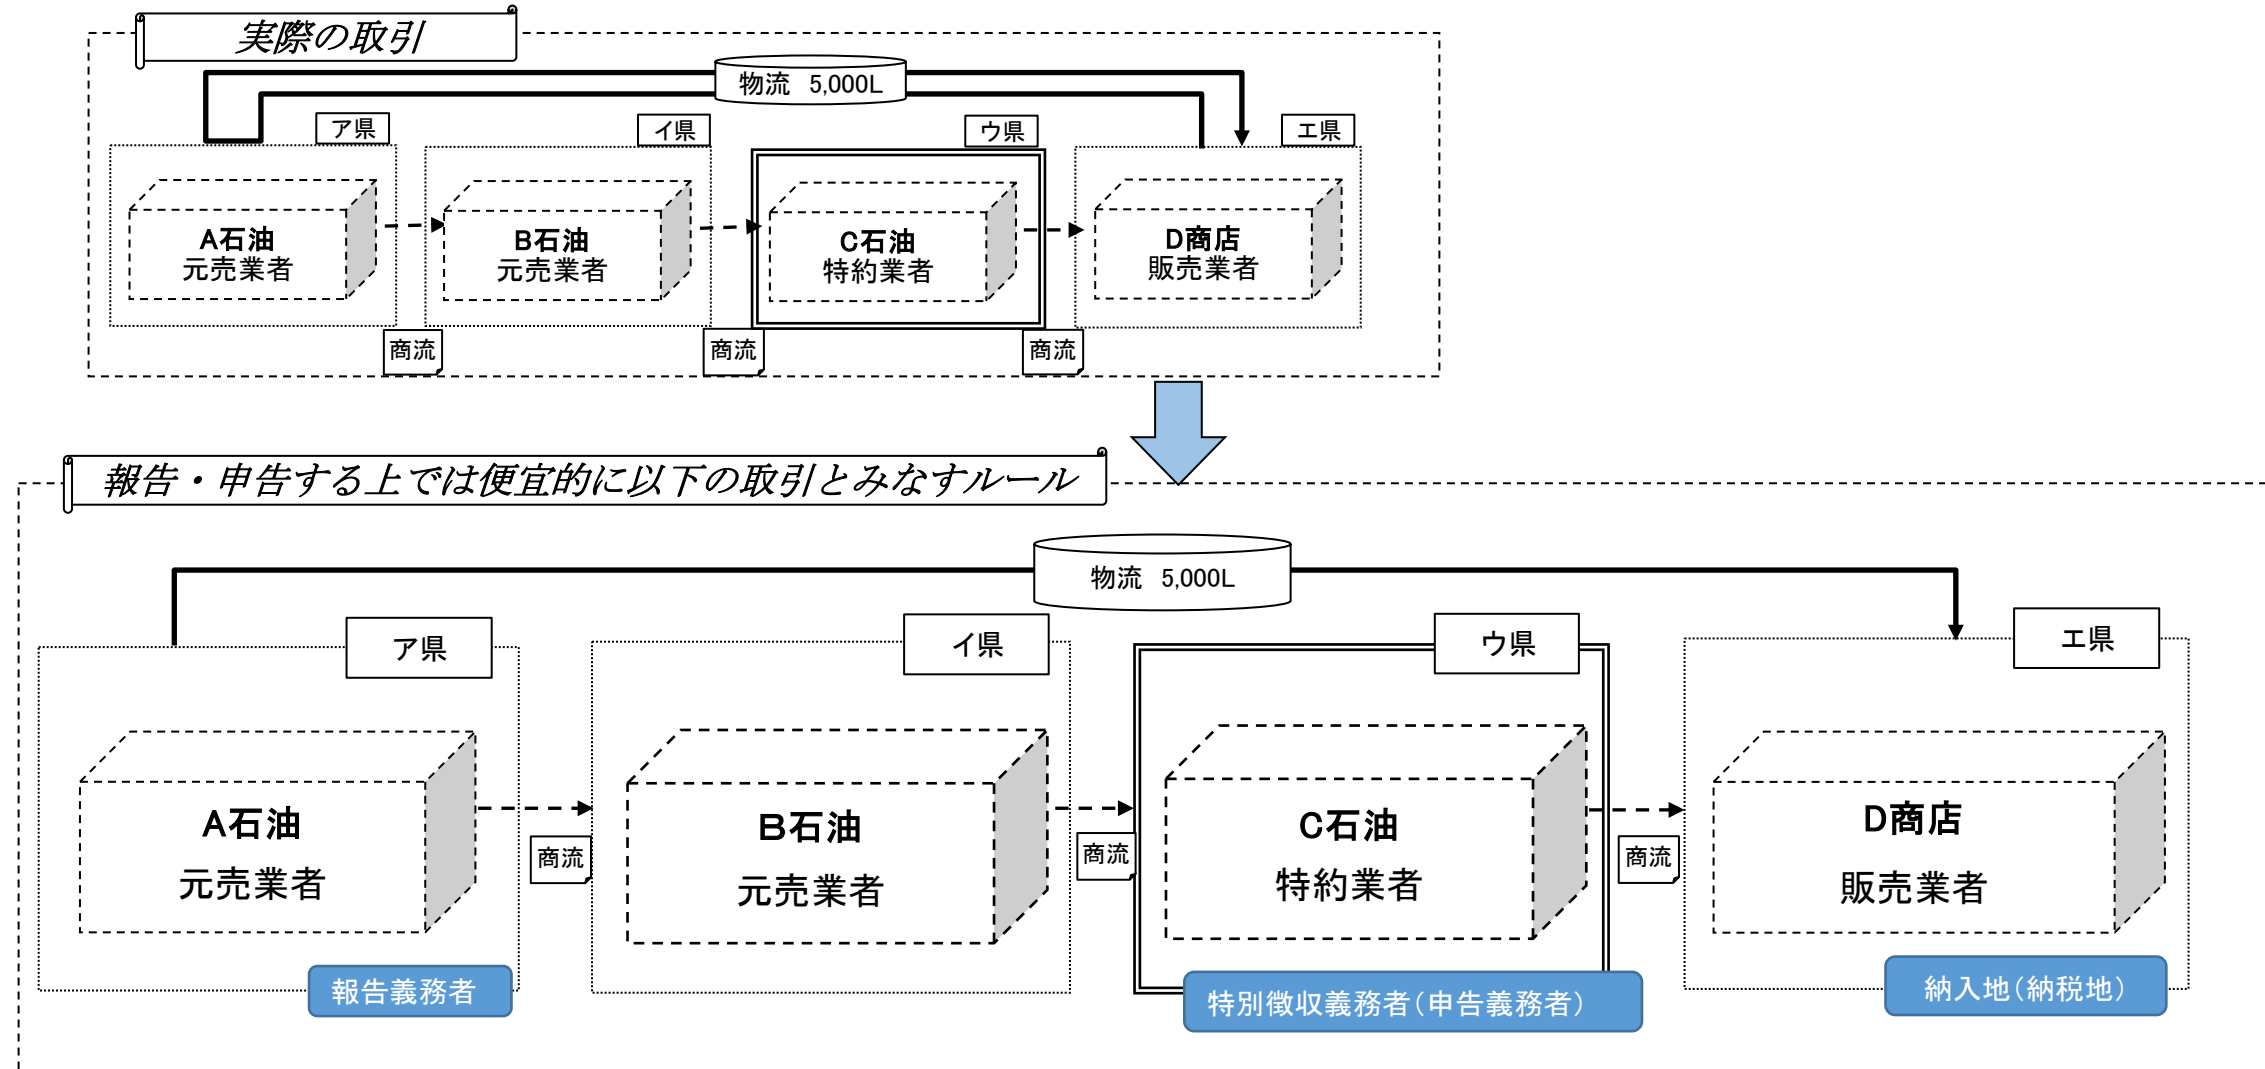 実際の取引
物流　5,000L
ア県
イ県
ウ県
エ県
A石油
元売業者
B石油
元売業者
C石油
特約業者
D商店
販売業者
商流
商流
商流
報告・申告する上では便宜的に以下の取引とみなすルール
物流　5,000L
ア県
イ県
ウ県
エ県
A石油
元売業者
B石油
元売業者
C石油
特約業者
D商店
販売業者
商流
商流
商流
報告義務者
特別徴収義務者（申告義務者）
納入地（納税地）